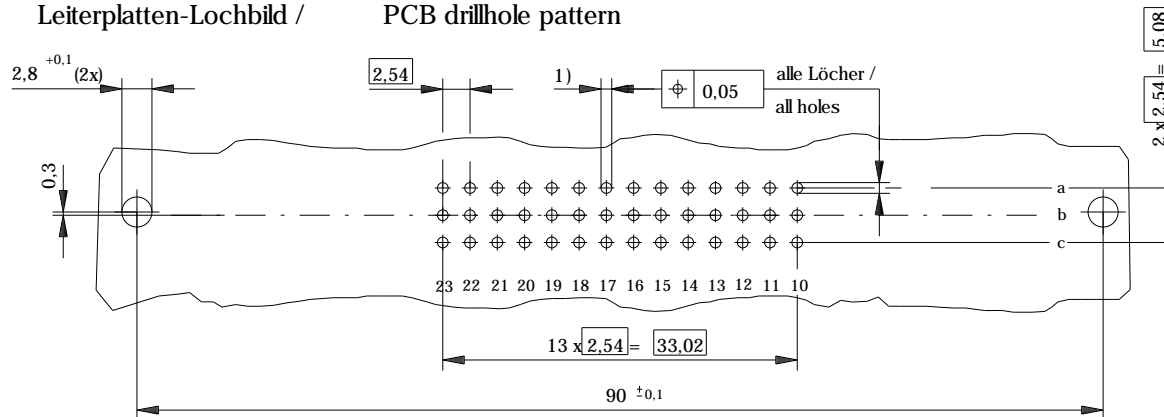 Leiterplatten-Lochbild / PCB drillhole pattern
2,8 +0,1 (2x)
2,54
1)
0,05
alle Löcher /
all holes
2 x 2,54 = 5,08
0,3
a
b
c
23 22 21 20 19 18 17 16 15 14 13 12 11 10
13 x 2,54 = 33,02
90 ±0,1